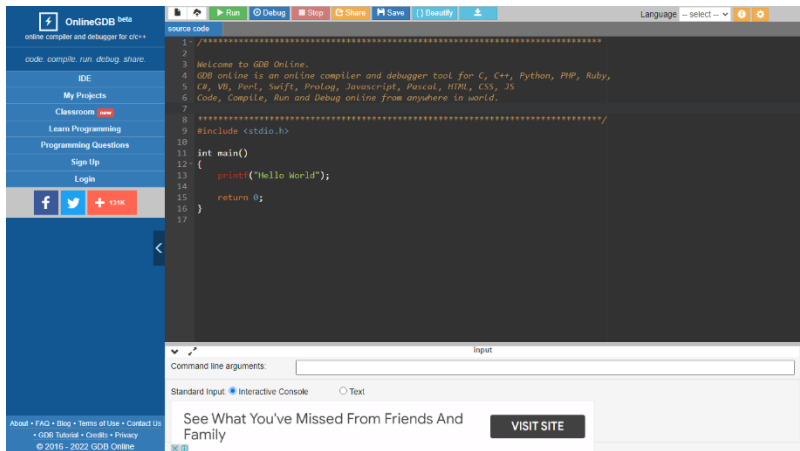 OnlineGDB beta
online compiler and debugger for c/c++
code. compile. run. debug. share.
IDE
My Projects
Classroom new
Learn Programming
Programming Questions
Sign Up
Login
f
+ 131K
About • FAQ • Blog • Terms of Use • Contact Us
• GDB Tutorial • Credits • Privacy
© 2016 - 2022 GDB Online
Run Debug Stop Share Save {} Beautify
Language -- select --
source code
1 /******************************************************************************
2
3 Welcome to GDB Online.
4 GDB online is an online compiler and debugger tool for C, C++, Python, PHP, Ruby,
5 C#, VB, Perl, Swift, Prolog, Javascript, Pascal, HTML, CSS, JS
6 Code, Compile, Run and Debug online from anywhere in world.
7
8 *******************************************************************************/
9 #include <stdio.h>
10
11 int main()
12 {
13     printf("Hello World");
14
15     return 0;
16 }
17
input
Command line arguments:
Standard Input: Interactive Console Text
See What You've Missed From Friends And
Family
VISIT SITE